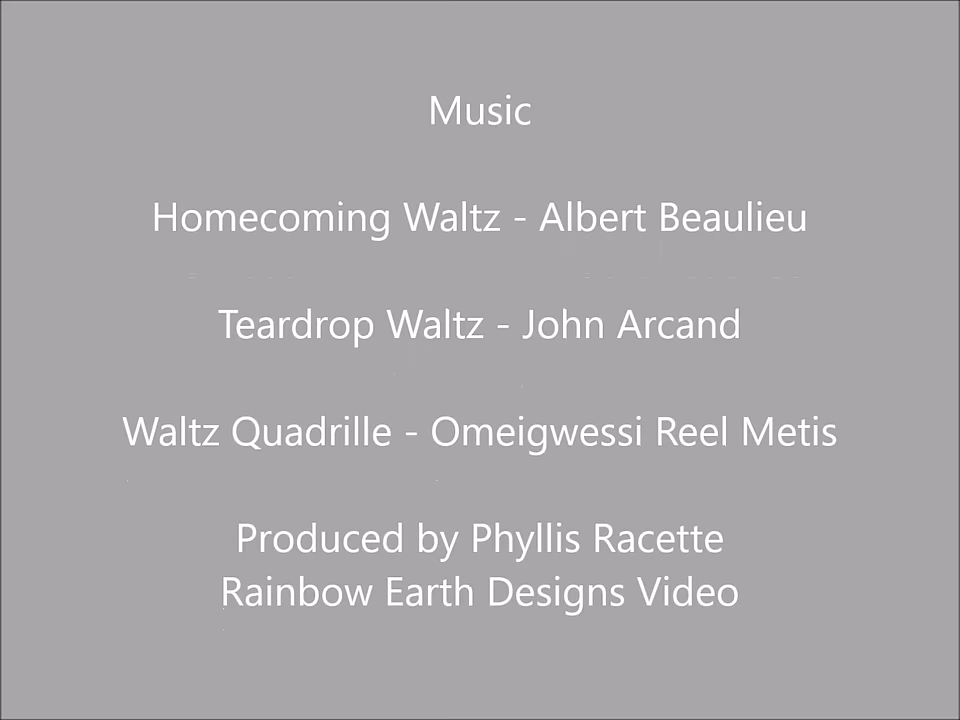 Music
Homecoming Waltz - Albert Beaulieu
Teardrop Waltz - John Arcand
Waltz Quadrille - Omeigwessi Reel Metis
Produced by Phyllis Racette
Rainbow Earth Designs Video